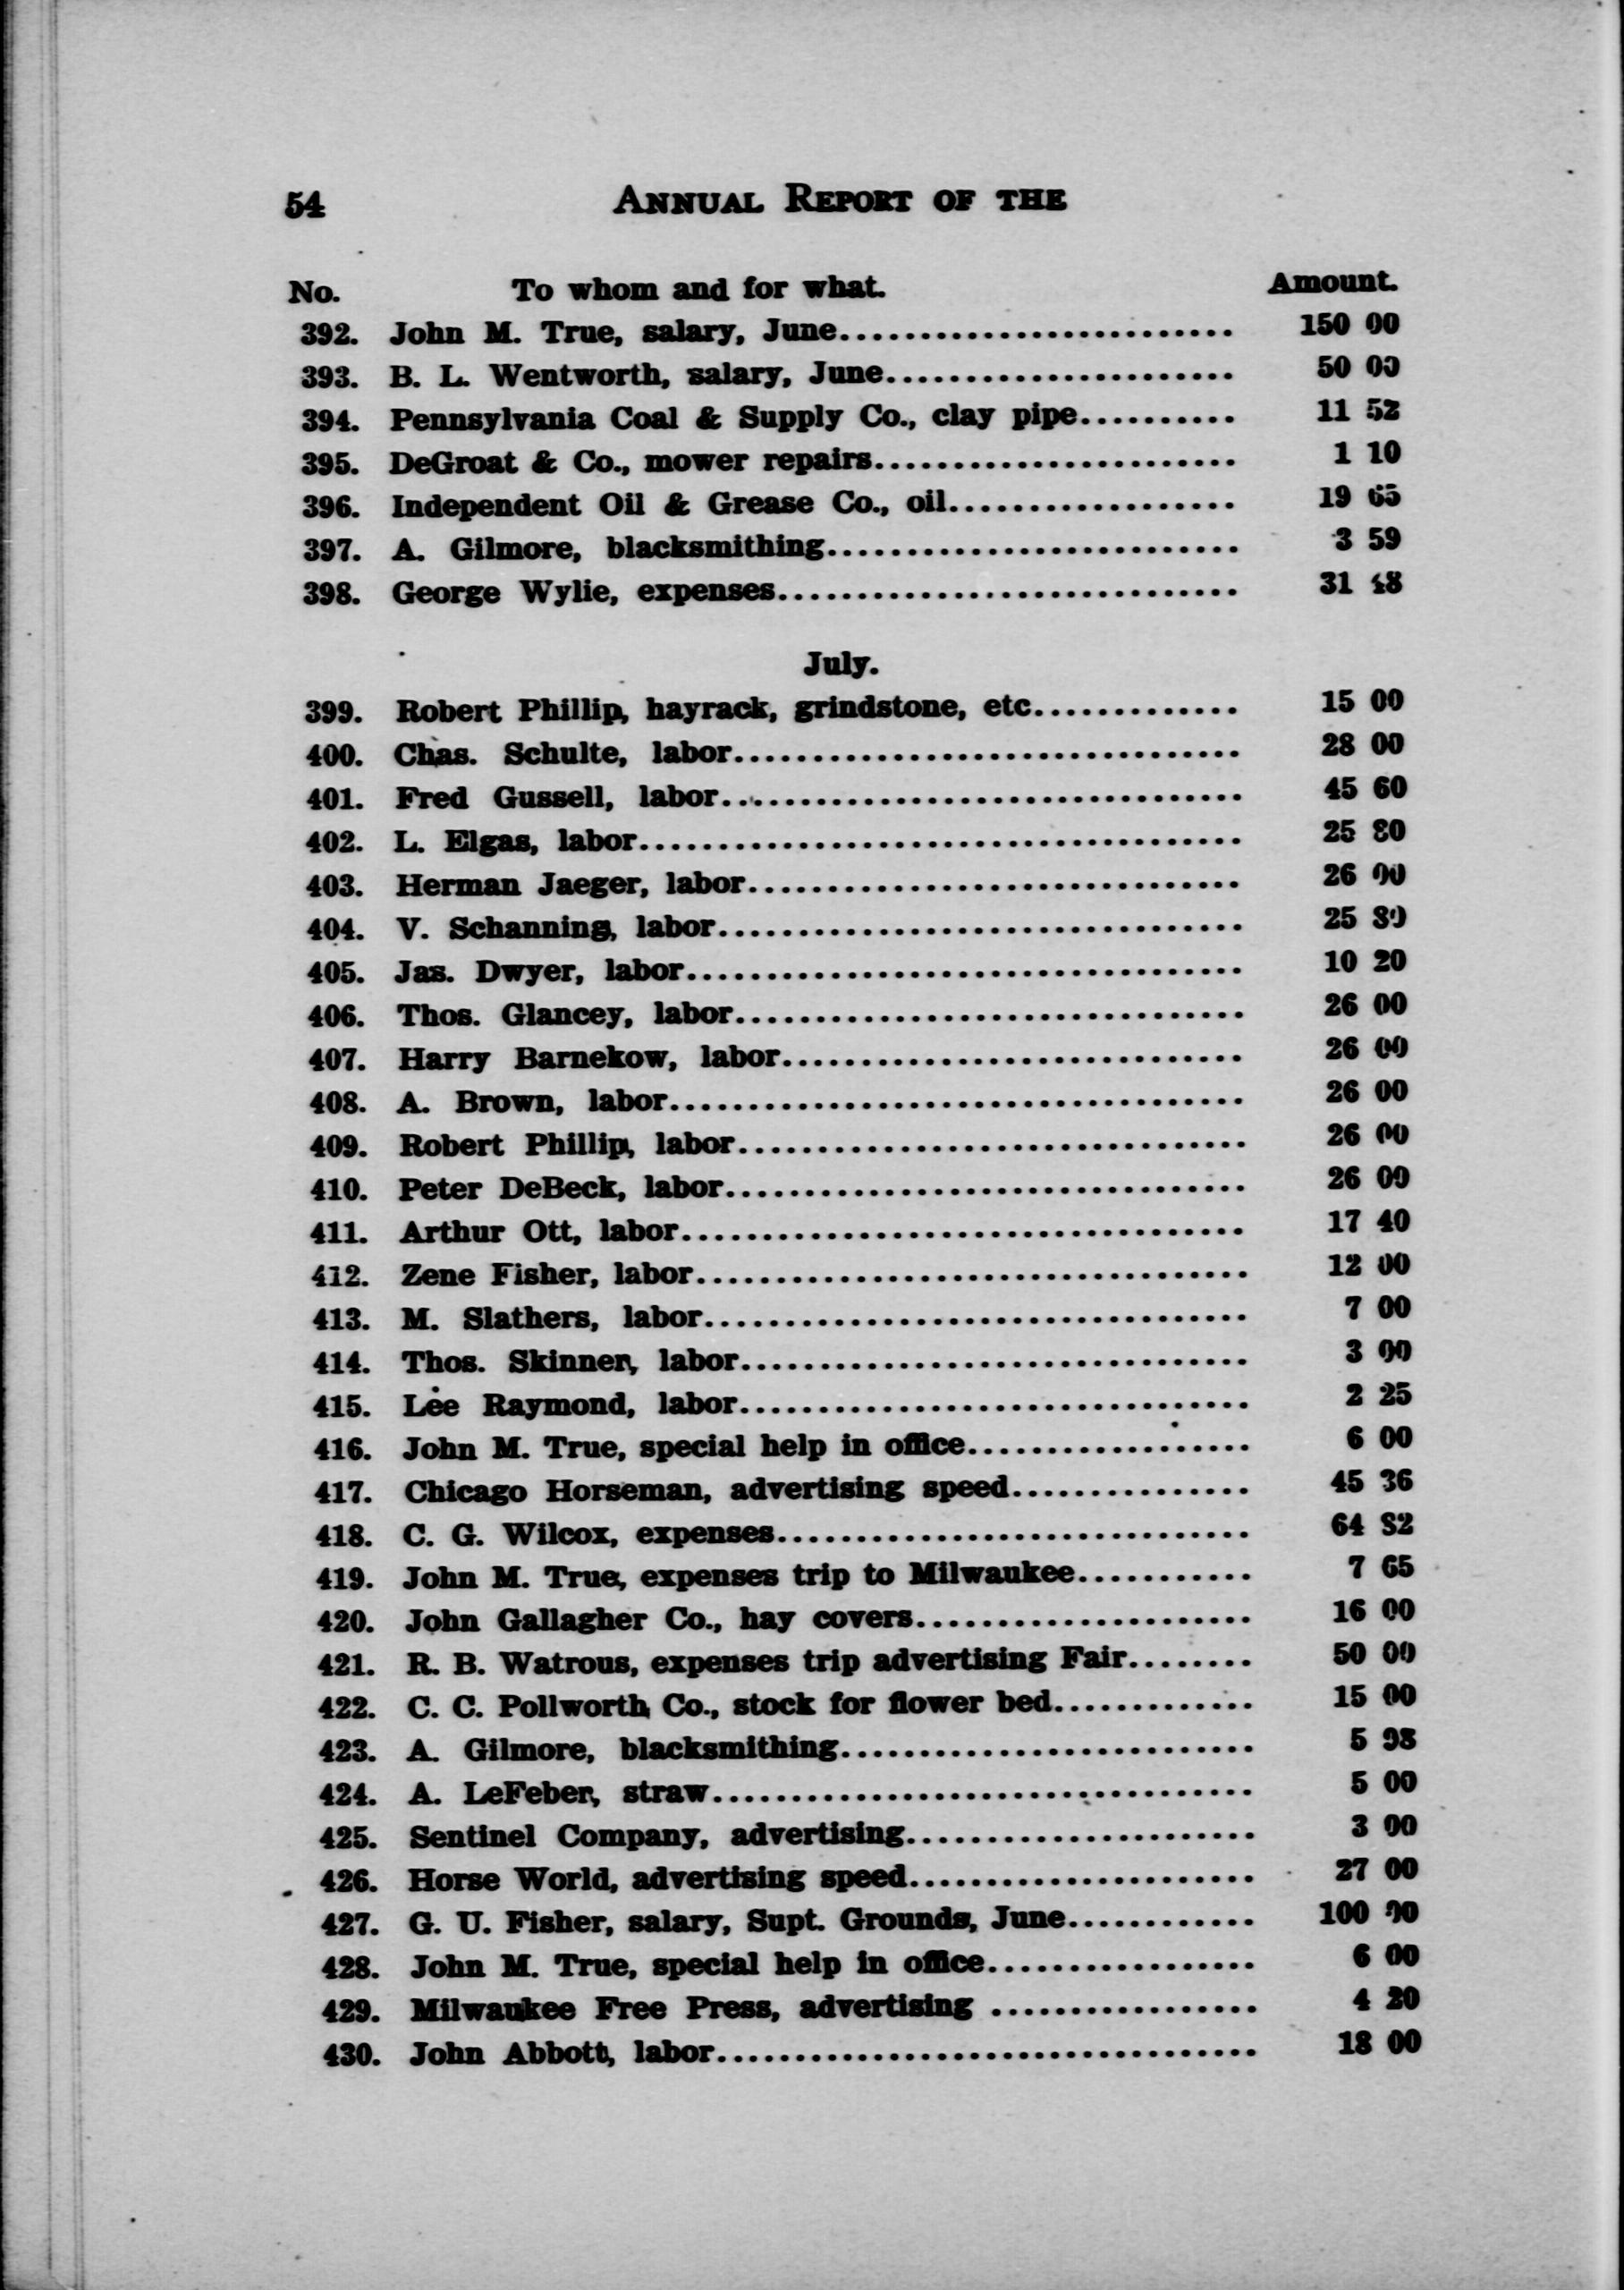 54 ANNUAL REPORT OF THE
No. To whom and for what. Amount.
392. John M. True, salary, June.......................... 150 00
393. B. L. Wentworth, salary, June...................... 50 00
394. Pennsylvania Coal & Supply Co., clay pipe.......... 11 52
395. DeGroat & Co., mower repairs....................... 1 10
396. Independent Oil & Grease Co., oil.................. 19 65
397. A. Gilmore, blacksmithing.......................... 3 59
398. George Wylie, expenses............................. 31 48
July.
399. Robert Phillip, hayrack, grindstone, etc............. 15 00
400. Chas. Schulte, labor................................ 28 00
401. Fred Gussell, labor................................. 45 60
402. L. Elgas, labor...................................... 25 80
403. Herman Jaeger, labor............................... 26 00
404. V. Schanning, labor................................. 25 80
405. Jas. Dwyer, labor................................... 10 20
406. Thos. Glancey, labor................................ 26 00
407. Harry Barnekow, labor............................. 26 00
408. A. Brown, labor..................................... 26 00
409. Robert Phillip, labor................................ 26 00
410. Peter DeBeck, labor................................. 26 00
411. Arthur Ott, labor.................................... 17 40
412. Zene Fisher, labor................................... 12 00
413. M. Slathers, labor................................... 7 00
414. Thos. Skinner, labor................................ 3 00
415. Lee Raymond, labor................................. 2 25
416. John M. True, special help in office.................. 6 00
417. Chicago Horseman, advertising speed............... 45 36
418. C. G. Wilcox, expenses.............................. 64 82
419. John M. True, expenses trip to Milwaukee........... 7 65
420. John Gallagher Co., hay covers..................... 16 00
421. R. B. Watrous, expenses trip advertising Fair........ 50 00
422. C. C. Pollworth Co., stock for flower bed............. 15 00
423. A. Gilmore, blacksmithing.......................... 5 98
424. A. LeFeber, straw.................................. 5 00
425. Sentinel Company, advertising...................... 3 00
426. Horse World, advertising speed...................... 27 00
427. G. U. Fisher, salary, Supt. Grounds, June............ 100 00
428. John M. True, special help in office................. 6 00
429. Milwaukee Free Press, advertising ................. 4 20
430. John Abbott, labor.................................. 18 00